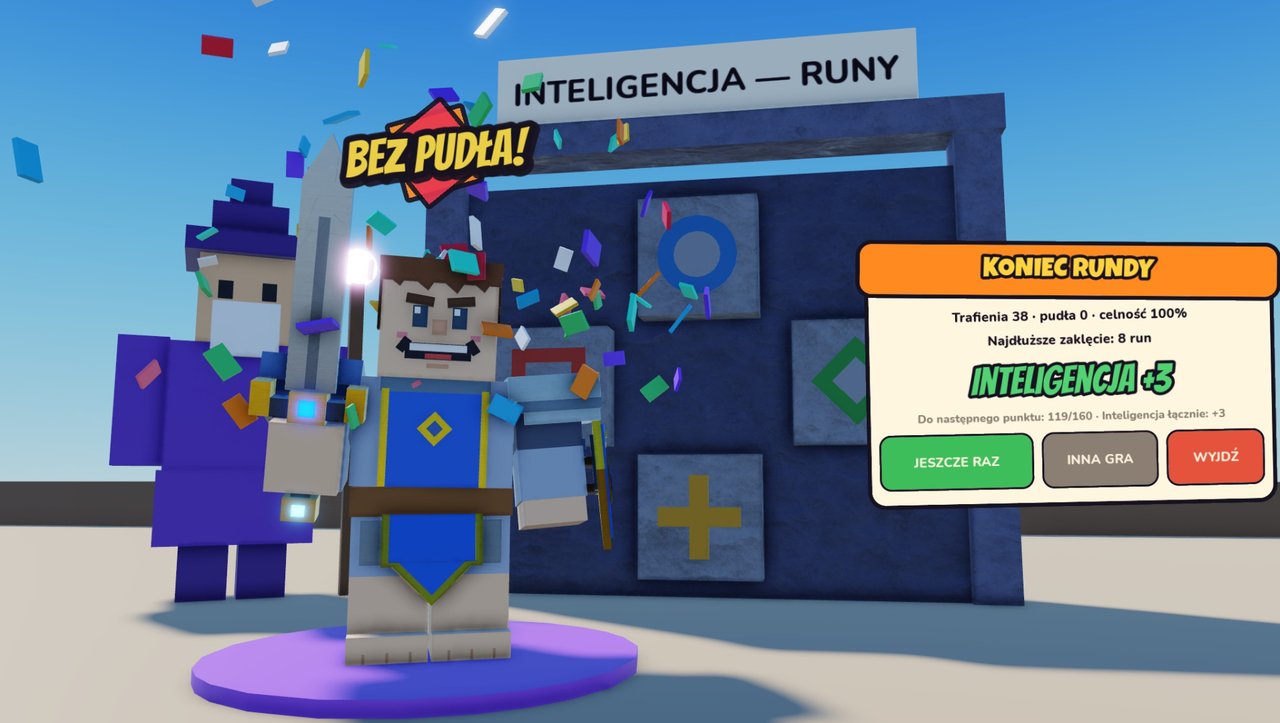 INTELIGENCJA — RUNY
BEZ PUDŁA!
KONIEC RUNDY
Trafienia 38 · pudła 0 · celność 100%
Najdłuższe zaklęcie: 8 run
INTELIGENCJA +3
Do następnego punktu: 119/160 · Inteligencja łącznie: +3
JESZCZE RAZ
INNA GRA
WYJDŹ